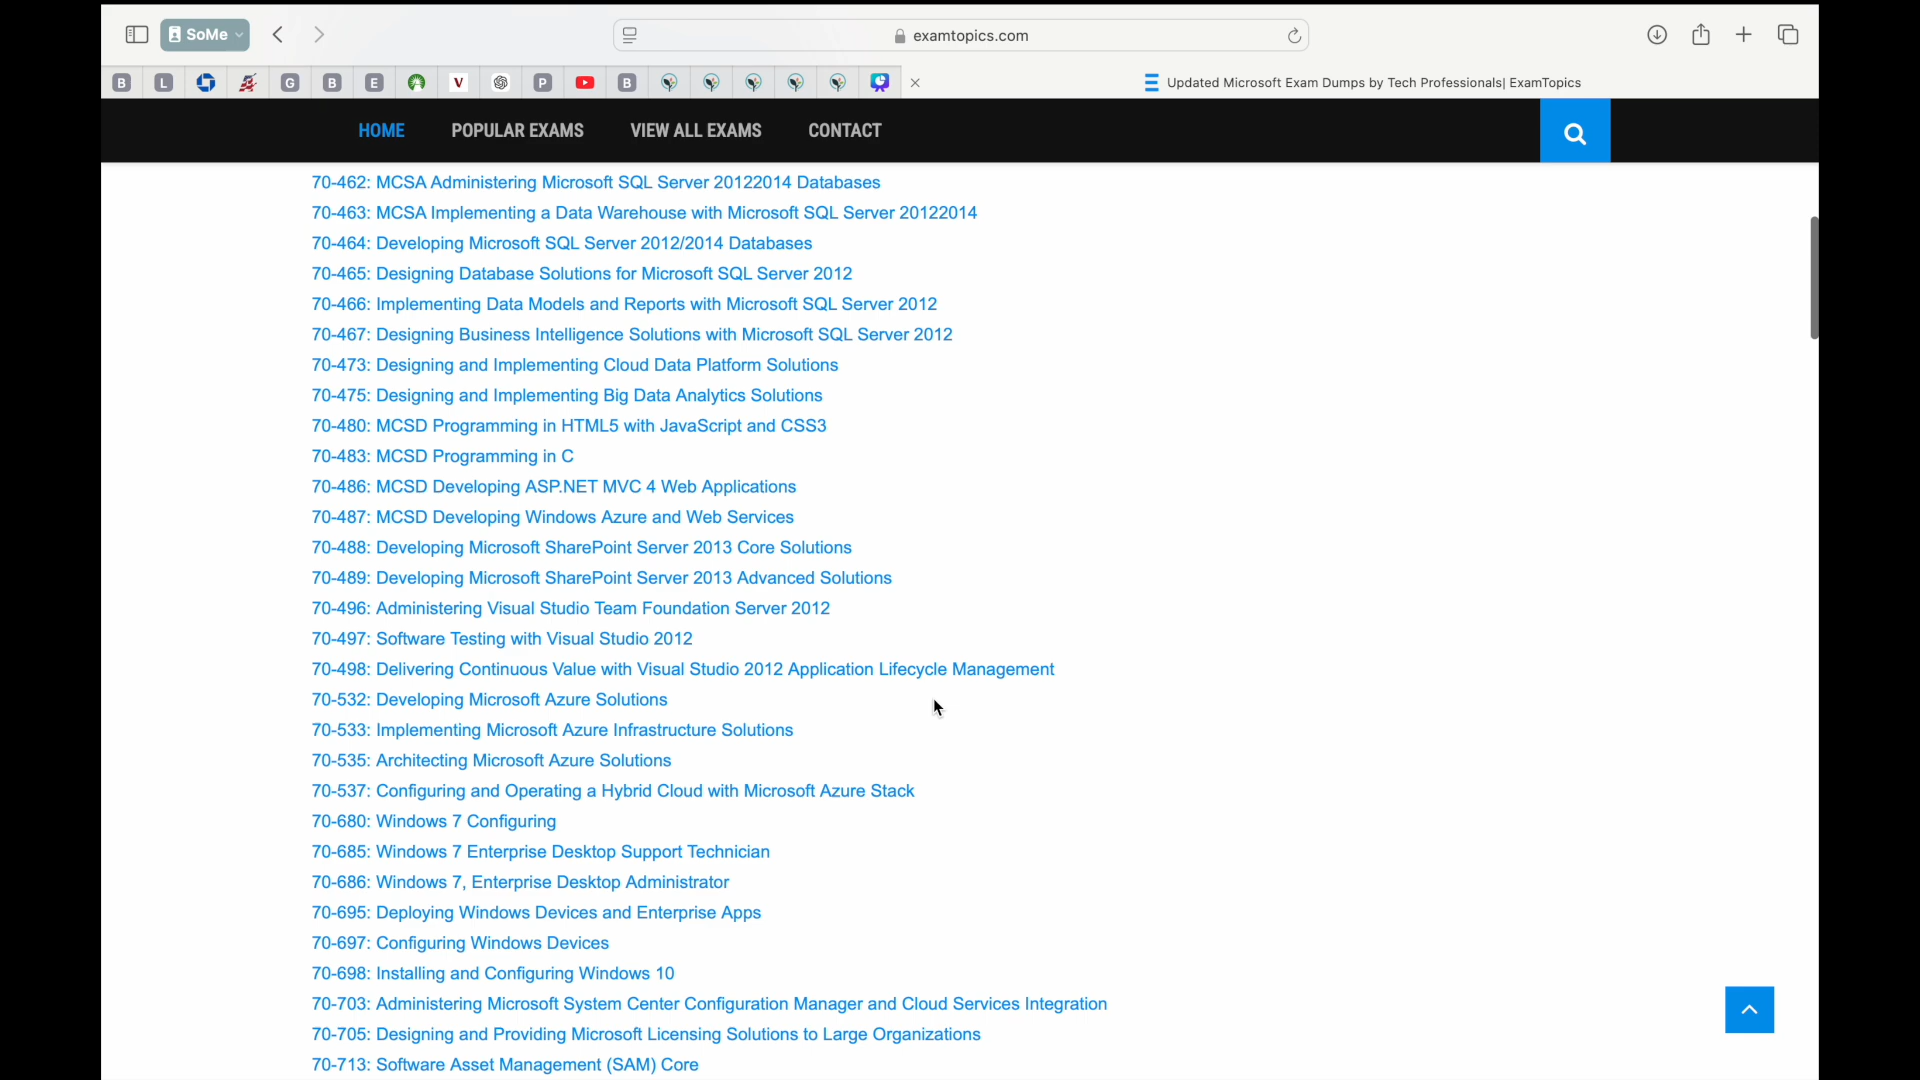 SoMe
examtopics.com
B L G B E V P B
Updated Microsoft Exam Dumps by Tech Professionals| ExamTopics
HOME POPULAR EXAMS VIEW ALL EXAMS CONTACT
70-462: MCSA Administering Microsoft SQL Server 20122014 Databases
70-463: MCSA Implementing a Data Warehouse with Microsoft SQL Server 20122014
70-464: Developing Microsoft SQL Server 2012/2014 Databases
70-465: Designing Database Solutions for Microsoft SQL Server 2012
70-466: Implementing Data Models and Reports with Microsoft SQL Server 2012
70-467: Designing Business Intelligence Solutions with Microsoft SQL Server 2012
70-473: Designing and Implementing Cloud Data Platform Solutions
70-475: Designing and Implementing Big Data Analytics Solutions
70-480: MCSD Programming in HTML5 with JavaScript and CSS3
70-483: MCSD Programming in C
70-486: MCSD Developing ASP.NET MVC 4 Web Applications
70-487: MCSD Developing Windows Azure and Web Services
70-488: Developing Microsoft SharePoint Server 2013 Core Solutions
70-489: Developing Microsoft SharePoint Server 2013 Advanced Solutions
70-496: Administering Visual Studio Team Foundation Server 2012
70-497: Software Testing with Visual Studio 2012
70-498: Delivering Continuous Value with Visual Studio 2012 Application Lifecycle Management
70-532: Developing Microsoft Azure Solutions
70-533: Implementing Microsoft Azure Infrastructure Solutions
70-535: Architecting Microsoft Azure Solutions
70-537: Configuring and Operating a Hybrid Cloud with Microsoft Azure Stack
70-680: Windows 7 Configuring
70-685: Windows 7 Enterprise Desktop Support Technician
70-686: Windows 7, Enterprise Desktop Administrator
70-695: Deploying Windows Devices and Enterprise Apps
70-697: Configuring Windows Devices
70-698: Installing and Configuring Windows 10
70-703: Administering Microsoft System Center Configuration Manager and Cloud Services Integration
70-705: Designing and Providing Microsoft Licensing Solutions to Large Organizations
70-713: Software Asset Management (SAM) Core